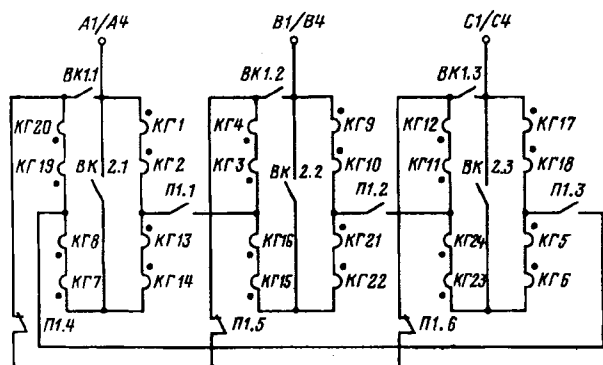 A1/A4 B1/B4 C1/C4
ВК1.1 ВК1.2 ВК1.3
КГ20 КГ1 КГ4 КГ9 КГ12 КГ17
КГ19 КГ2 КГ3 КГ10 КГ11 КГ18
ВК 2.1 ВК 2.2 ВК 2.3
П1.1 П1.2 П1.3
КГ8 КГ13 КГ16 КГ21 КГ24 КГ5
КГ7 КГ14 КГ15 КГ22 КГ23 КГ6
П1.4 П1.5 П1.6